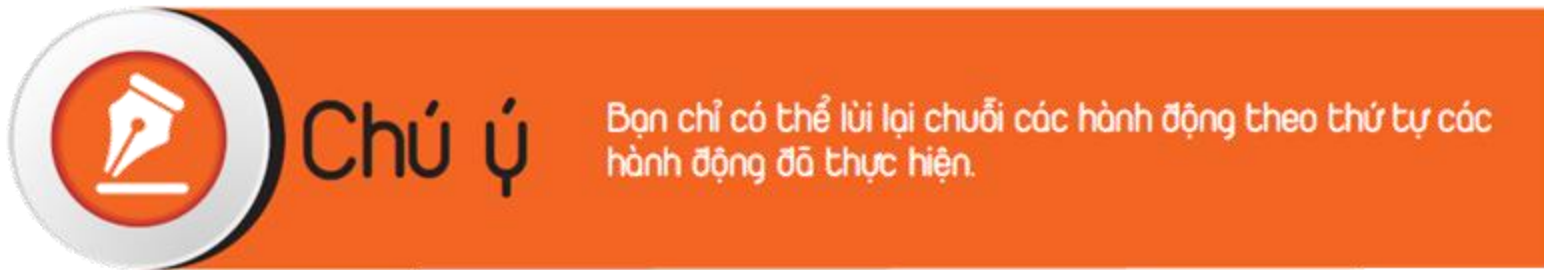 Chú ý
Bạn chỉ có thể lùi lại chuỗi các hành động theo thứ tự các
hành động đã thực hiện.